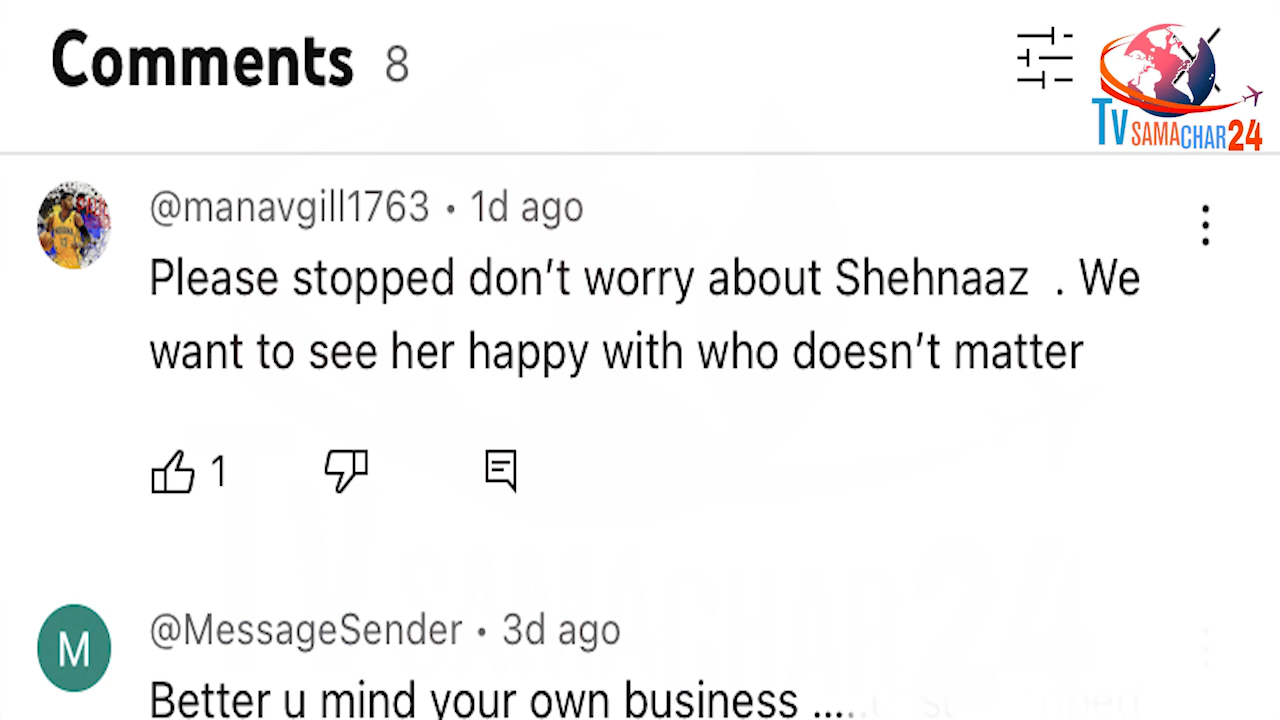 Comments 8
TV SAMACHAR24
@manavgill1763 • 1d ago
Please stopped don't worry about Shehnaaz . We
want to see her happy with who doesn't matter
1
M
@MessageSender • 3d ago
Better u mind your own business .....